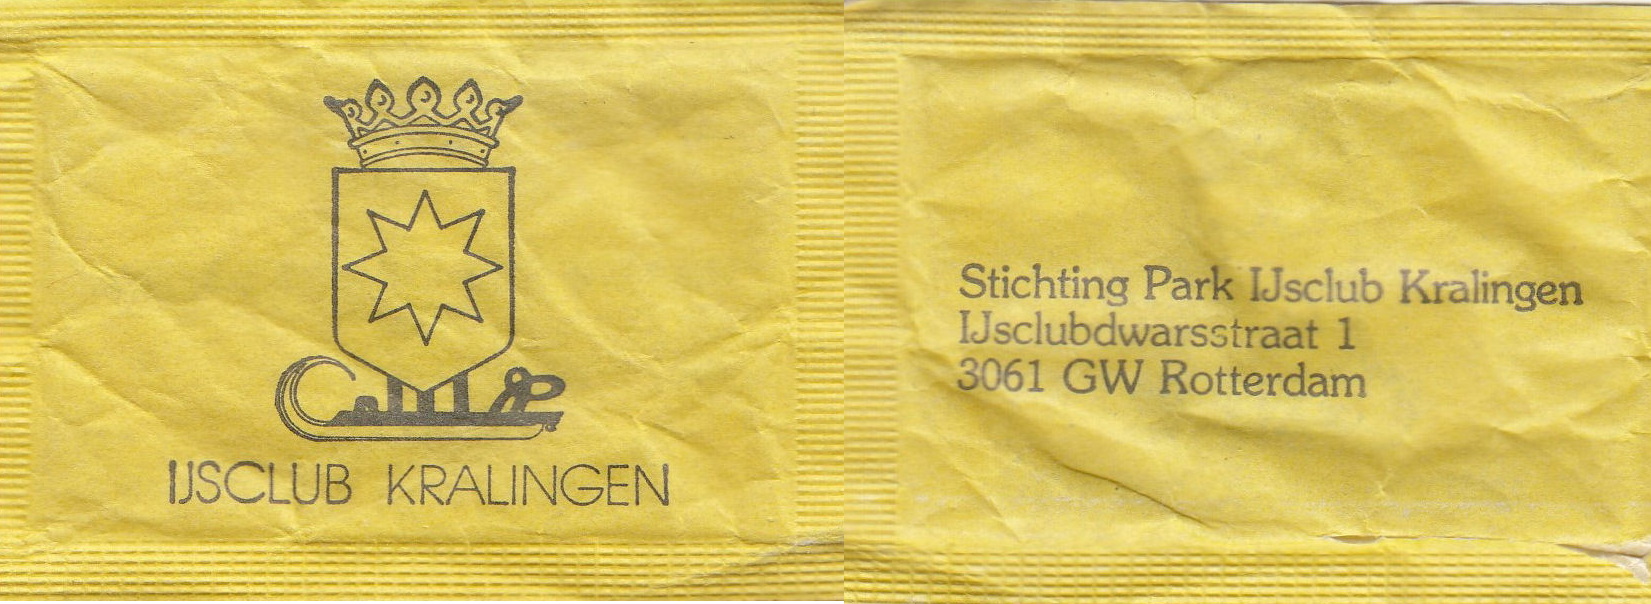 IJSCLUB KRALINGEN
Stichting Park IJsclub Kralingen
IJsclubdwarsstraat 1
3061 GW Rotterdam